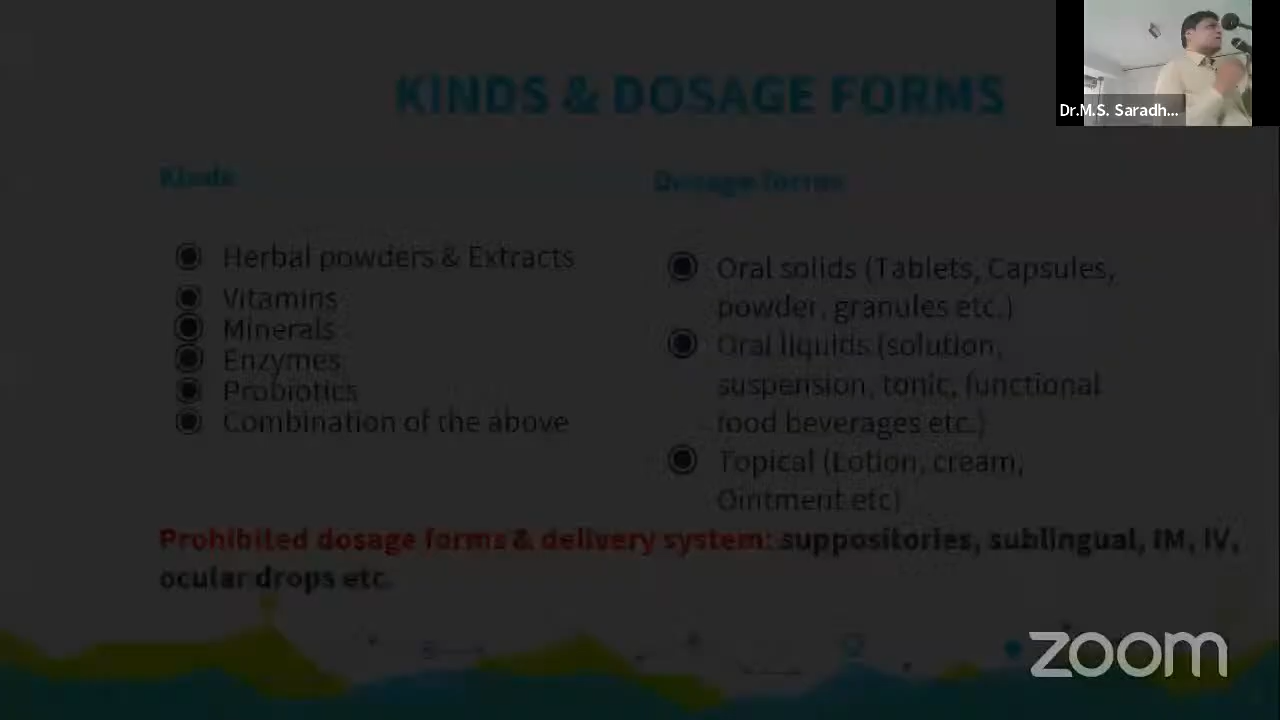 KINDS & DOSAGE FORMS
Dr.M.S. Saradh...
Kinds
Herbal powders & Extracts
Vitamins
Minerals
Enzymes
Probiotics
Combination of the above
Dosage forms
Oral solids (Tablets, Capsules,
powder, granules etc.)
Oral liquids (solution,
suspension, tonic, functional
food beverages etc.)
Topical (Lotion, cream,
Ointment etc)
Prohibited dosage forms & delivery system: suppositories, sublingual, IM, IV,
ocular drops etc.
zoom